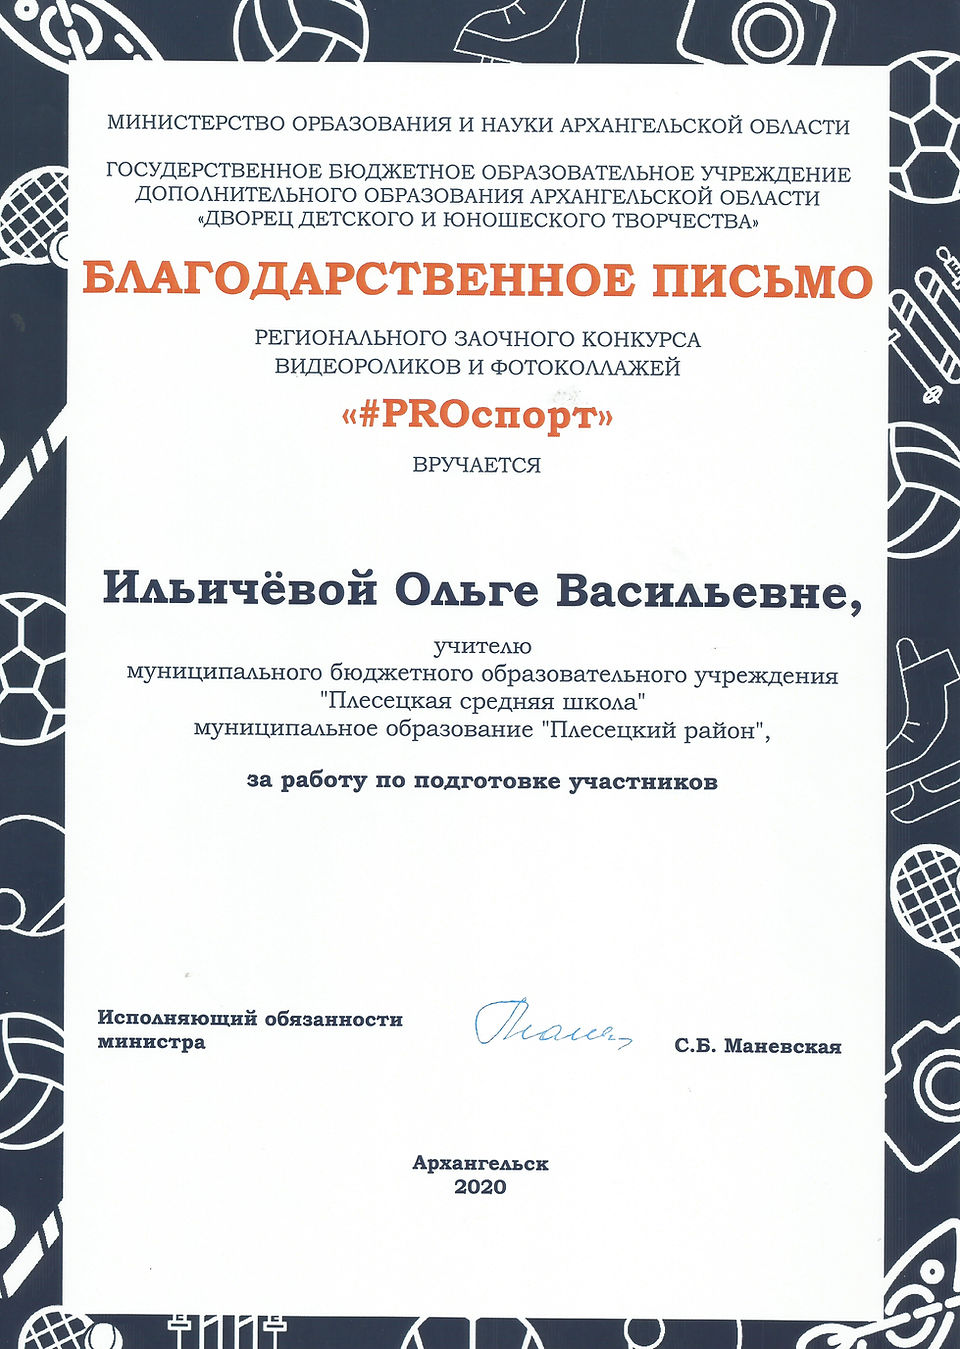 МИНИСТЕРСТВО ОРБАЗОВАНИЯ И НАУКИ АРХАНГЕЛЬСКОЙ ОБЛАСТИ
ГОСУДЕРСТВЕННОЕ БЮДЖЕТНОЕ ОБРАЗОВАТЕЛЬНОЕ УЧРЕЖДЕНИЕ
ДОПОЛНИТЕЛЬНОГО ОБРАЗОВАНИЯ АРХАНГЕЛЬСКОЙ ОБЛАСТИ
«ДВОРЕЦ ДЕТСКОГО И ЮНОШЕСКОГО ТВОРЧЕСТВА»
БЛАГОДАРСТВЕННОЕ ПИСЬМО
РЕГИОНАЛЬНОГО ЗАОЧНОГО КОНКУРСА
ВИДЕОРОЛИКОВ И ФОТОКОЛЛАЖЕЙ
«#PROспорт»
ВРУЧАЕТСЯ
Ильичёвой Ольге Васильевне,
учителю
муниципального бюджетного образовательного учреждения
"Плесецкая средняя школа"
муниципальное образование "Плесецкий район",
за работу по подготовке участников
Исполняющий обязанности
министра
С.Б. Маневская
Архангельск
2020